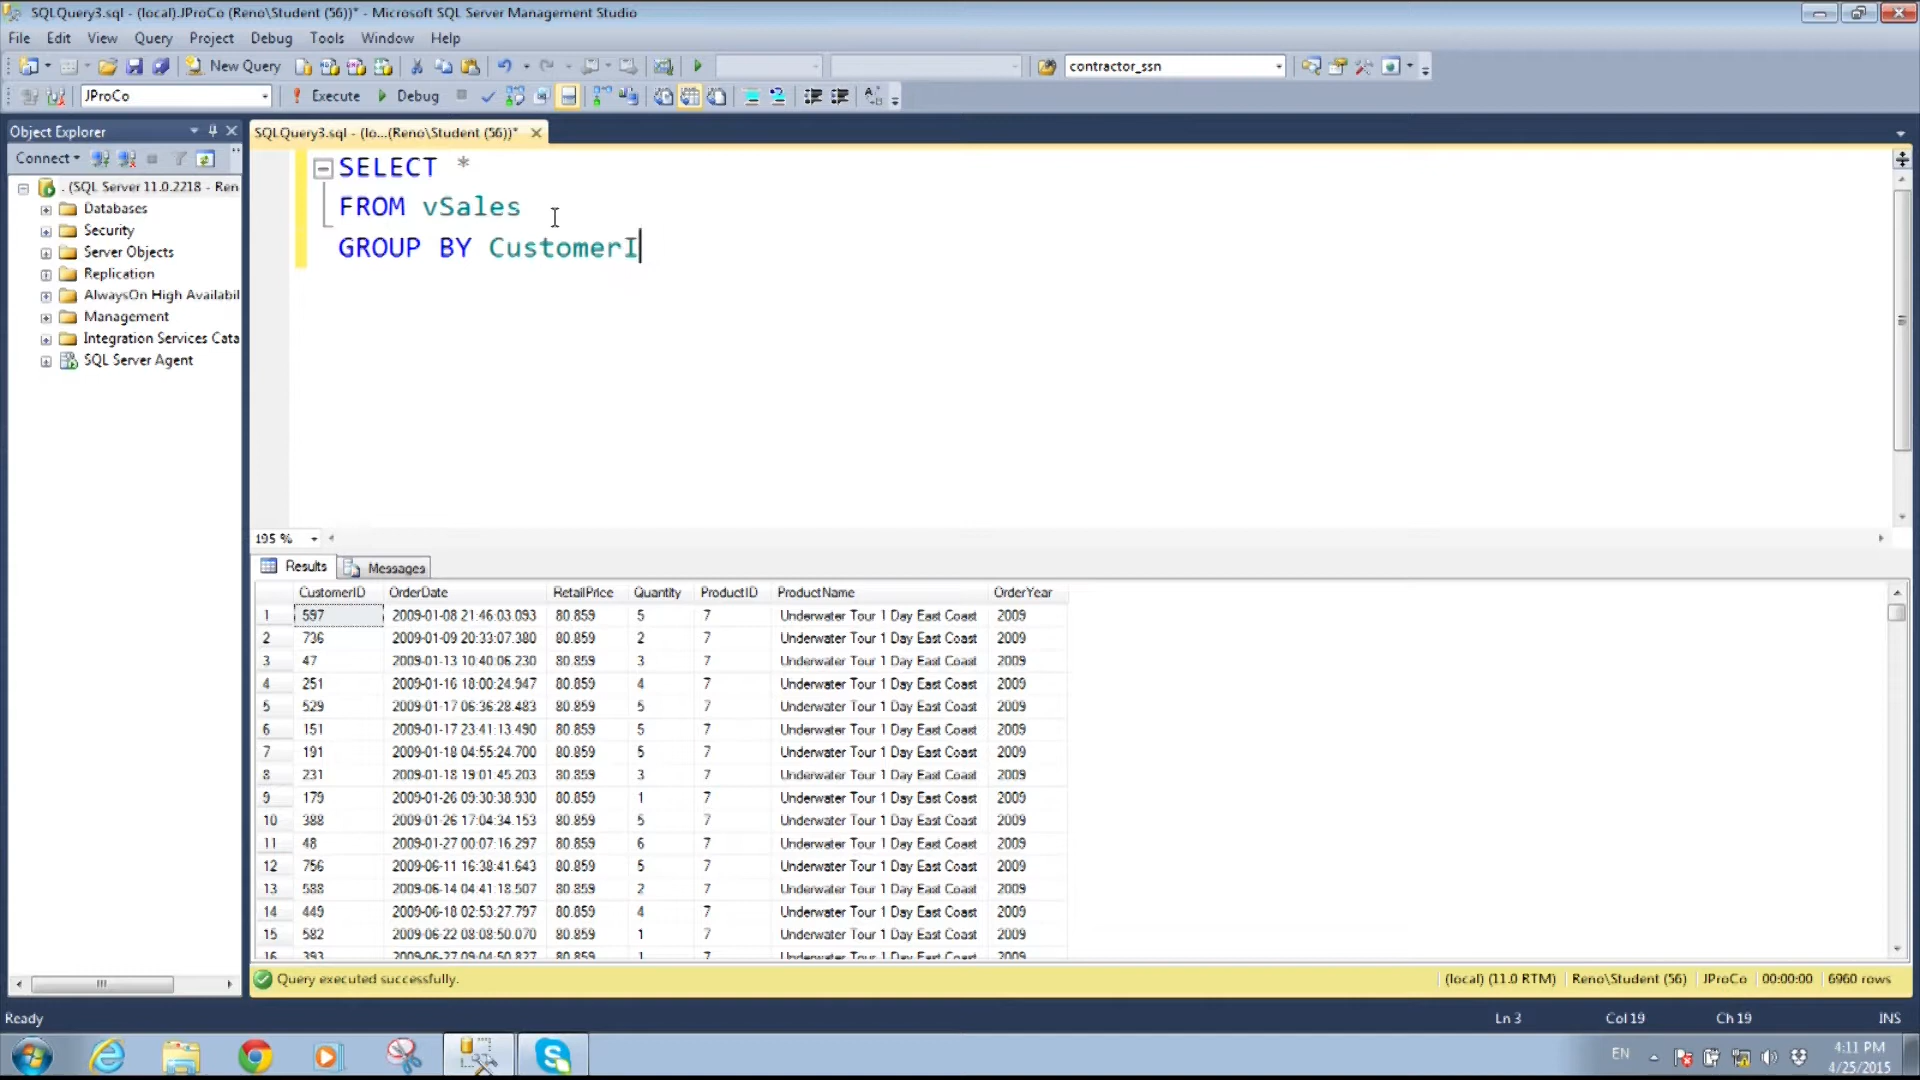 SQLQuery3.sql - (local).JProCo (Reno\Student (56))* - Microsoft SQL Server Management Studio
File Edit View Query Project Debug Tools Window Help
New Query contractor_ssn
JProCo Execute Debug
Object Explorer
SQLQuery3.sql - (lo...(Reno\Student (56))*
Connect
. (SQL Server 11.0.2218 - Ren
Databases
Security
Server Objects
Replication
AlwaysOn High Availabil
Management
Integration Services Cata
SQL Server Agent
SELECT *
FROM vSales
GROUP BY CustomerI
195 %
Results Messages
CustomerID OrderDate RetailPrice Quantity ProductID ProductName OrderYear
1 597 2009-01-08 21:46:03.093 80.859 5 7 Underwater Tour 1 Day East Coast 2009
2 736 2009-01-09 20:33:07.380 80.859 2 7 Underwater Tour 1 Day East Coast 2009
3 47 2009-01-13 10:40:06.230 80.859 3 7 Underwater Tour 1 Day East Coast 2009
4 251 2009-01-16 18:00:24.947 80.859 4 7 Underwater Tour 1 Day East Coast 2009
5 529 2009-01-17 06:36:28.483 80.859 5 7 Underwater Tour 1 Day East Coast 2009
6 151 2009-01-17 23:41:13.490 80.859 5 7 Underwater Tour 1 Day East Coast 2009
7 191 2009-01-18 04:55:24.700 80.859 5 7 Underwater Tour 1 Day East Coast 2009
8 231 2009-01-18 19:01:45.203 80.859 3 7 Underwater Tour 1 Day East Coast 2009
9 179 2009-01-26 09:30:38.930 80.859 1 7 Underwater Tour 1 Day East Coast 2009
10 388 2009-01-26 17:04:34.153 80.859 5 7 Underwater Tour 1 Day East Coast 2009
11 48 2009-01-27 00:07:16.297 80.859 6 7 Underwater Tour 1 Day East Coast 2009
12 756 2009-06-11 16:38:41.643 80.859 5 7 Underwater Tour 1 Day East Coast 2009
13 588 2009-06-14 04:41:18.507 80.859 2 7 Underwater Tour 1 Day East Coast 2009
14 449 2009-06-18 02:53:27.797 80.859 4 7 Underwater Tour 1 Day East Coast 2009
15 582 2009-06-22 08:08:50.070 80.859 1 7 Underwater Tour 1 Day East Coast 2009
16 393 2009-06-27 09:04:50.827 80.859 1 7 Underwater Tour 1 Day East Coast 2009
Query executed successfully. (local) (11.0 RTM) Reno\Student (56) JProCo 00:00:00 6960 rows
Ready Ln 3 Col 19 Ch 19 INS
EN 4:11 PM
4/25/2015